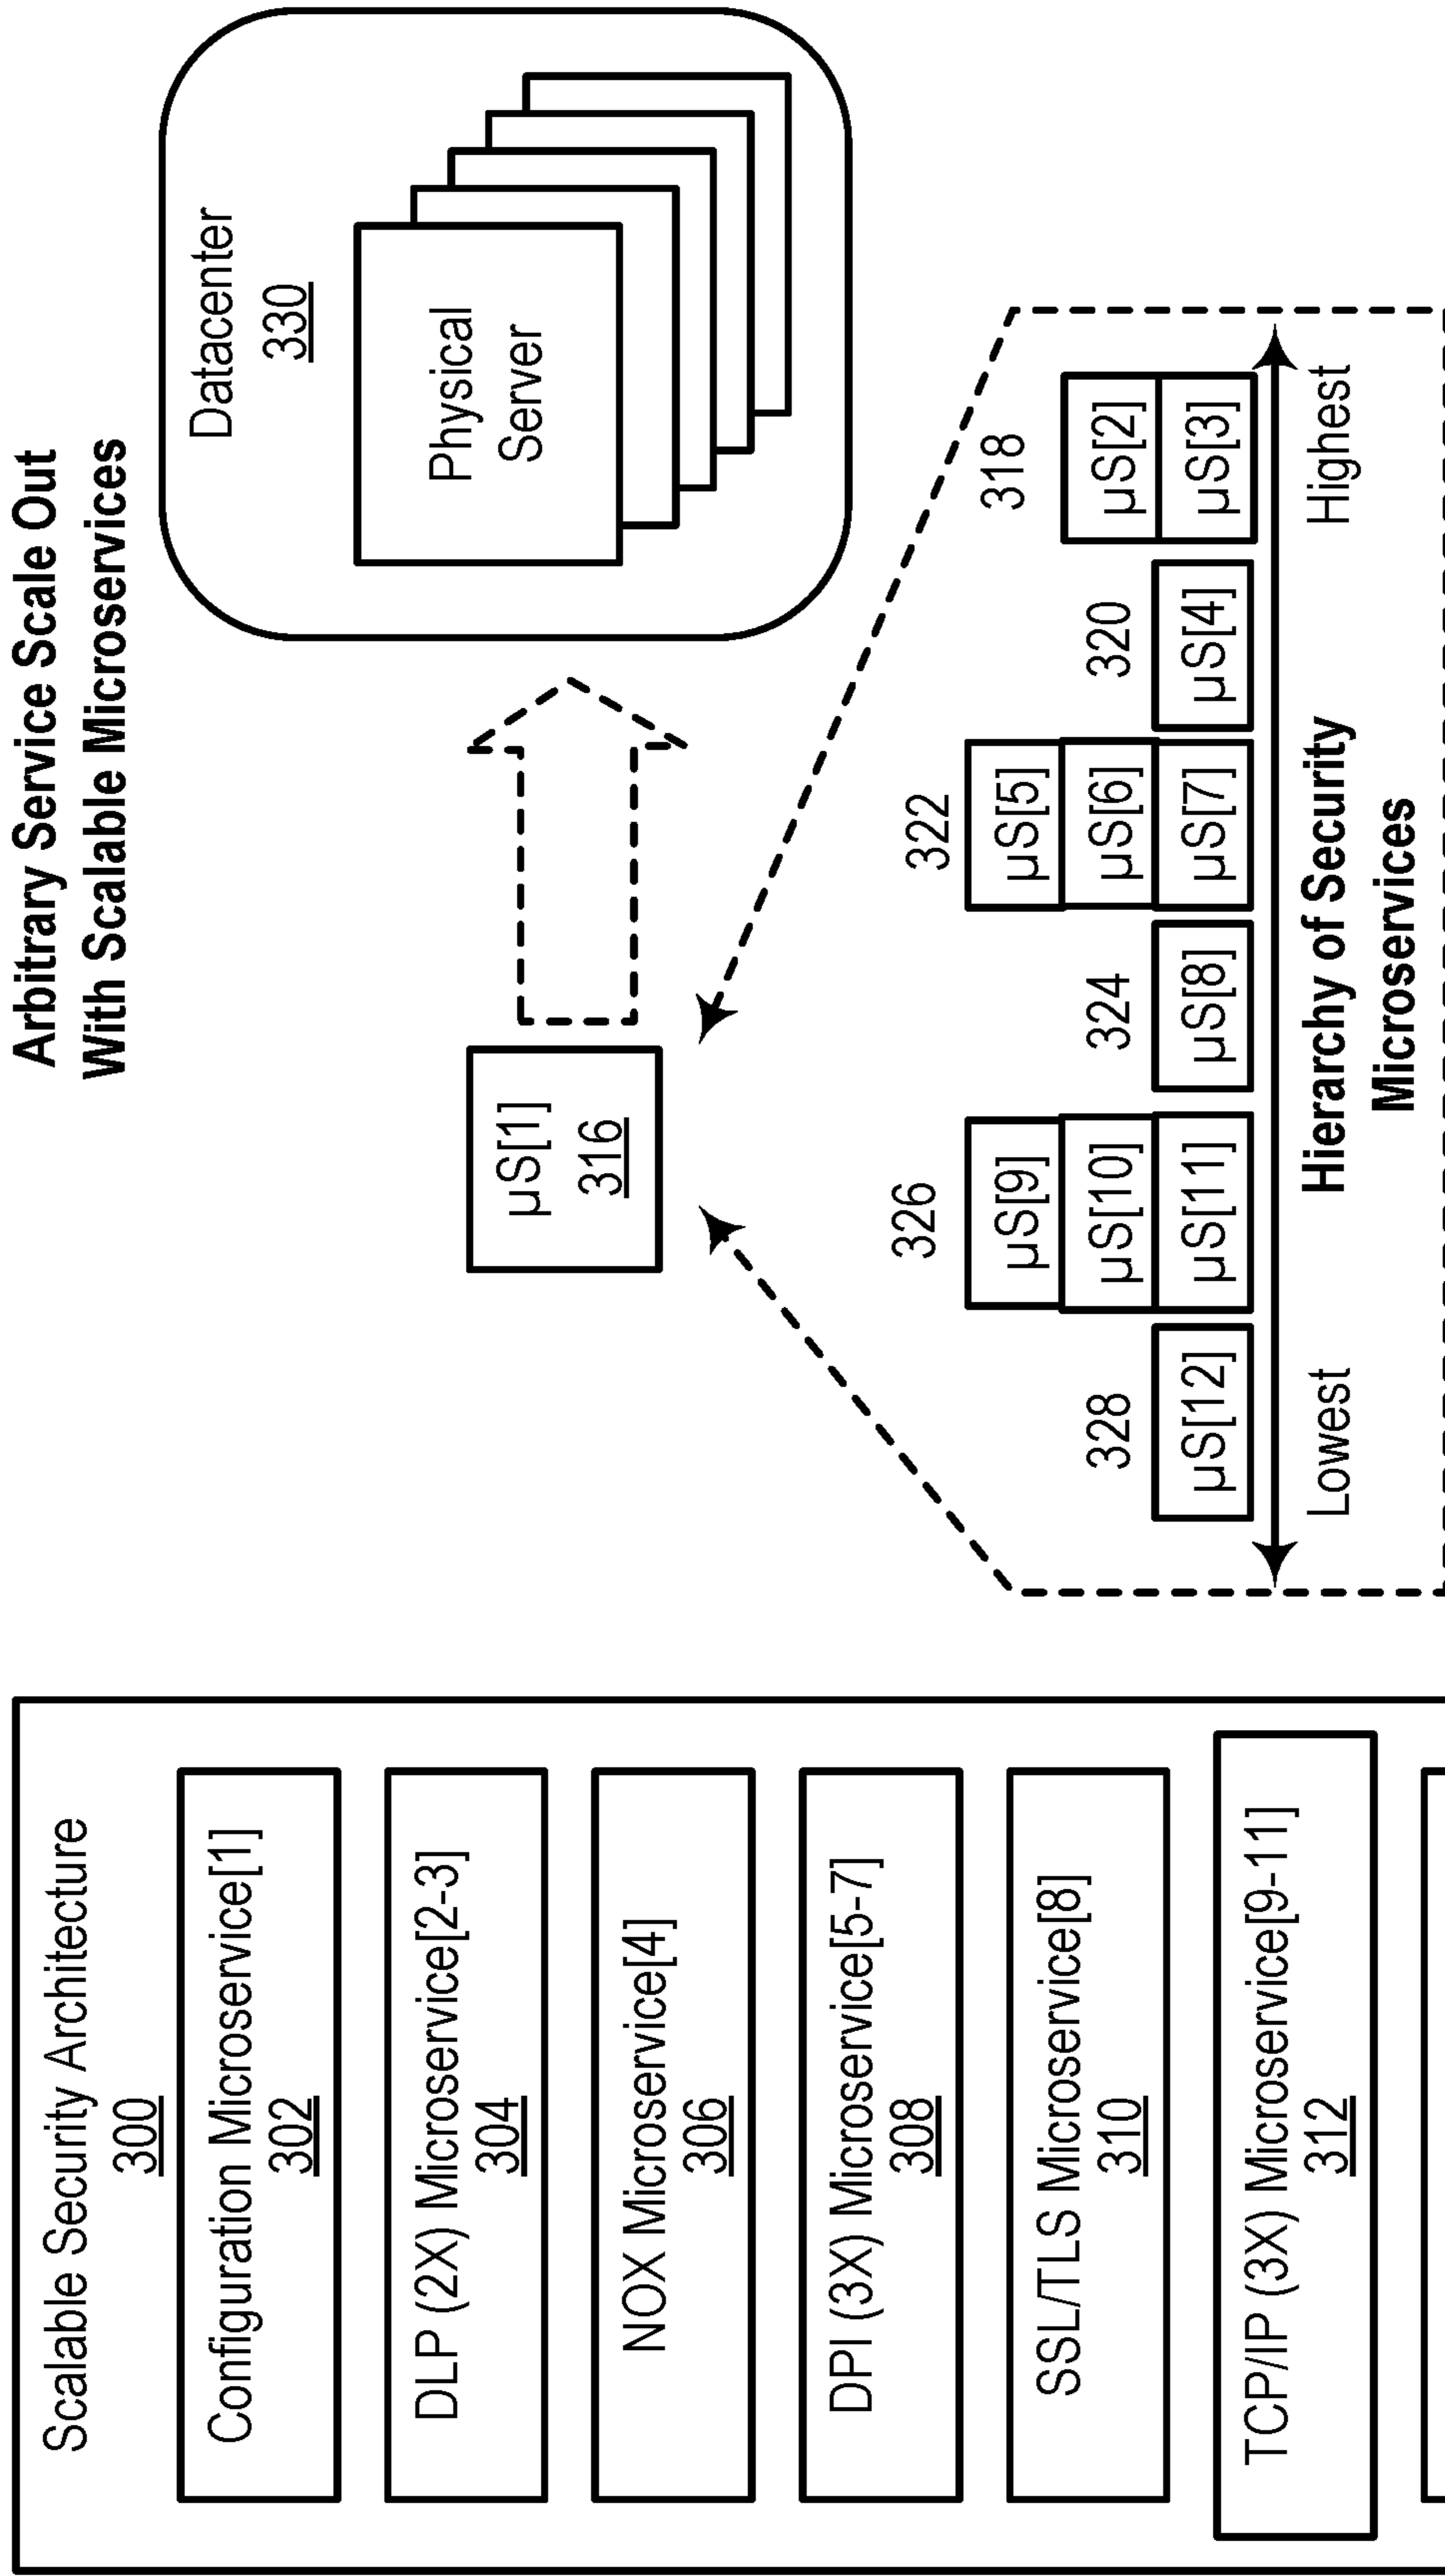 Scalable Security Architecture
300
Configuration Microservice[1]
302
DLP (2X) Microservice[2-3]
304
NOX Microservice[4]
306
DPI (3X) Microservice[5-7]
308
SSL/TLS Microservice[8]
310
TCP/IP (3X) Microservice[9-11]
312
Arbitrary Service Scale Out
With Scalable Microservices
µS[1]
316
Datacenter
330
Physical
Server
328
µS[12]
326
µS[9]
µS[10]
µS[11]
324
µS[8]
322
µS[5]
µS[6]
µS[7]
320
µS[4]
318
µS[2]
µS[3]
Lowest
Highest
Hierarchy of Security
Microservices